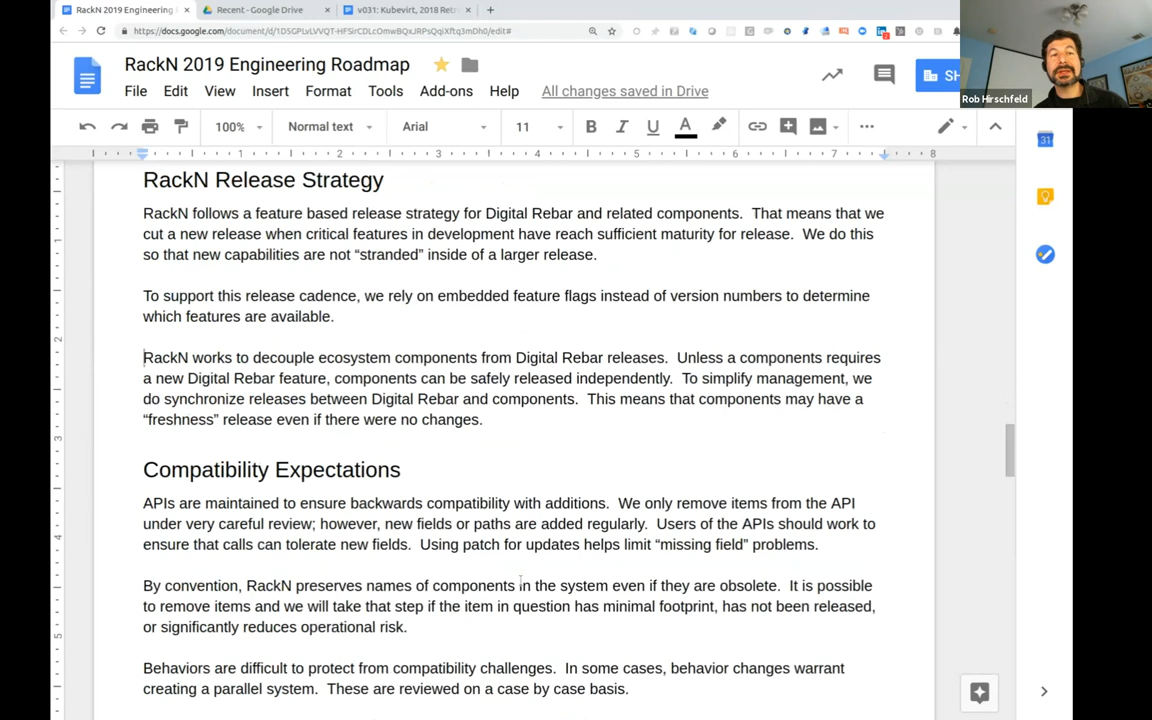 RackN 2019 Engineering
Recent - Google Drive
v031: Kubevirt, 2018 Retr
RackN 2019 Engineering Roadmap
All changes saved in Drive
File Edit View Insert Format Tools Add-ons Help
SH
Rob Hirschfeld
100% Normal text Arial 11 B I U A
1 2 3 4 5 6 7 8
31
RackN Release Strategy
RackN follows a feature based release strategy for Digital Rebar and related components. That means that we
cut a new release when critical features in development have reach sufficient maturity for release. We do this
so that new capabilities are not “stranded” inside of a larger release.
To support this release cadence, we rely on embedded feature flags instead of version numbers to determine
which features are available.
RackN works to decouple ecosystem components from Digital Rebar releases. Unless a components requires
a new Digital Rebar feature, components can be safely released independently. To simplify management, we
do synchronize releases between Digital Rebar and components. This means that components may have a
“freshness” release even if there were no changes.
Compatibility Expectations
APIs are maintained to ensure backwards compatibility with additions. We only remove items from the API
under very careful review; however, new fields or paths are added regularly. Users of the APIs should work to
ensure that calls can tolerate new fields. Using patch for updates helps limit “missing field” problems.
By convention, RackN preserves names of components in the system even if they are obsolete. It is possible
to remove items and we will take that step if the item in question has minimal footprint, has not been released,
or significantly reduces operational risk.
Behaviors are difficult to protect from compatibility challenges. In some cases, behavior changes warrant
creating a parallel system. These are reviewed on a case by case basis.